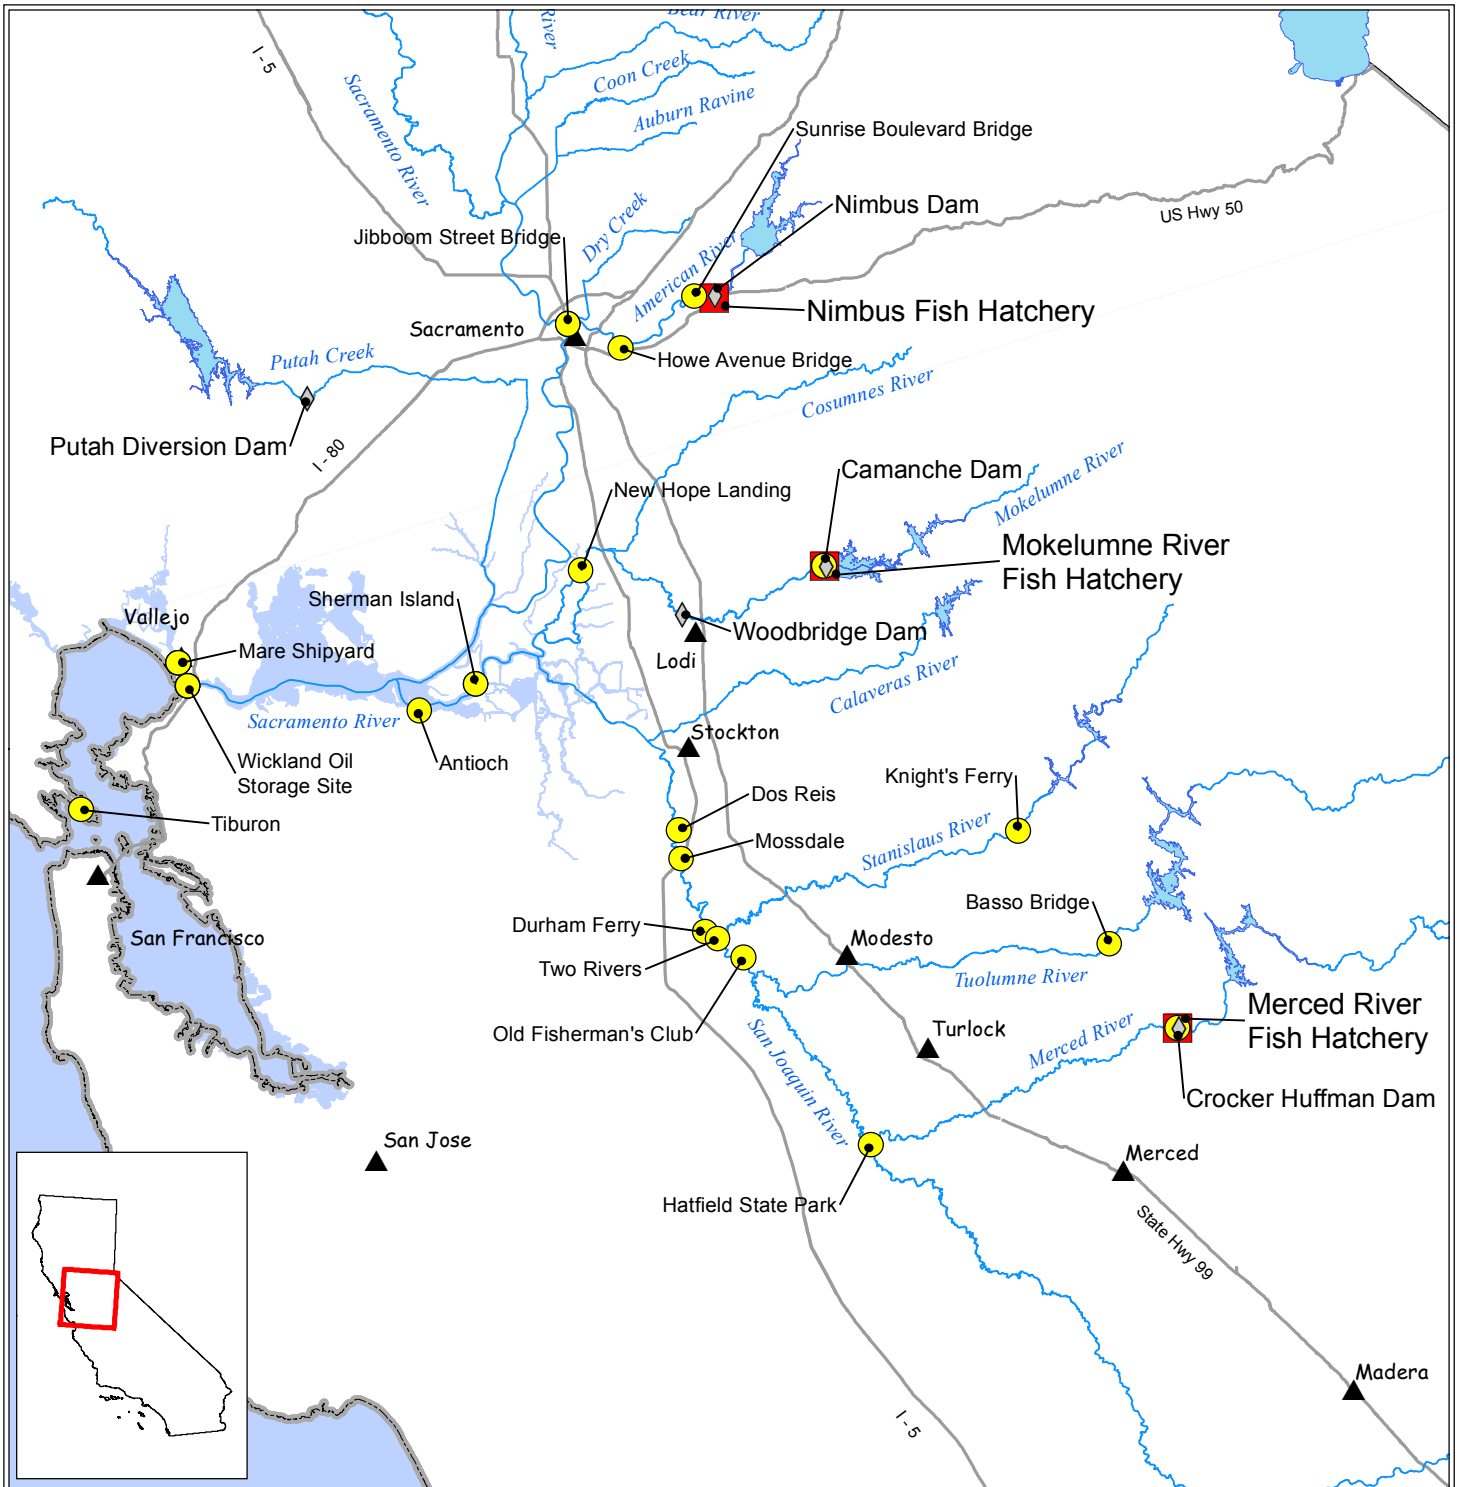 River
Bear River
I - 5
Coon Creek
Sacramento River
Auburn Ravine
Sunrise Boulevard Bridge
Nimbus Dam
US Hwy 50
Dry Creek
Jibboom Street Bridge
American River
Nimbus Fish Hatchery
Sacramento
Putah Creek
Howe Avenue Bridge
Cosumnes River
Putah Diversion Dam
I - 80
Camanche Dam
Mokelumne River
New Hope Landing
Mokelumne River
Fish Hatchery
Sherman Island
Vallejo
Woodbridge Dam
Mare Shipyard
Lodi
Calaveras River
Sacramento River
Stockton
Wickland Oil
Storage Site
Antioch
Knight's Ferry
Dos Reis
Tiburon
Mossdale
Stanislaus River
Basso Bridge
Durham Ferry
San Francisco
Modesto
Two Rivers
Tuolumne River
Old Fisherman's Club
San Joaquin River
Turlock
Merced River
Merced River
Fish Hatchery
Crocker Huffman Dam
San Jose
Merced
Hatfield State Park
State Hwy 99
Madera
I - 5